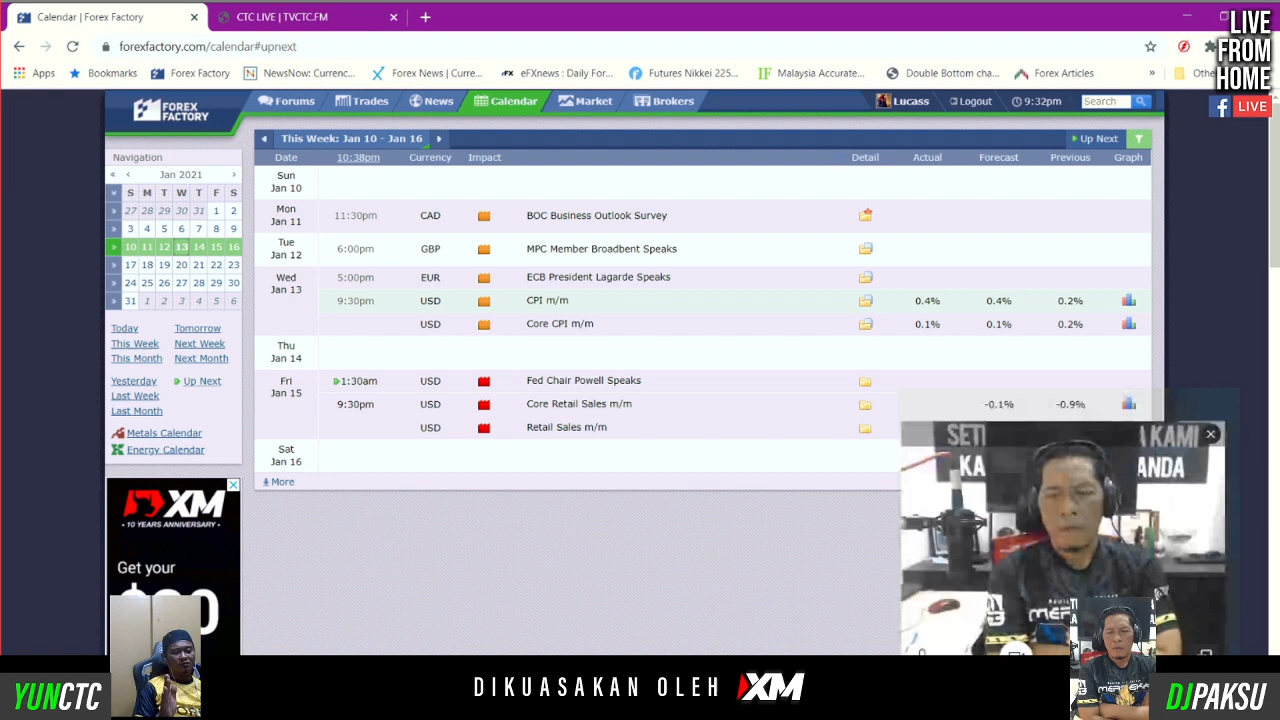 Calendar | Forex Factory
CTC LIVE | TVCTC.FM
LIVE
FROM
HOME
LIVE
forexfactory.com/calendar#upnext
Apps
Bookmarks
Forex Factory
NewsNow: Currenc...
Forex News | Curre...
eFXnews : Daily For...
Futures Nikkei 225...
Malaysia Accurate...
Double Bottom cha...
Forex Articles
»
Othe
FOREX
FACTORY
Forums
Trades
News
Calendar
Market
Brokers
Lucass
Logout
9:32pm
Search
This Week: Jan 10 - Jan 16
Up Next
Date 10:38pm Currency Impact Detail Actual Forecast Previous Graph
Sun
Jan 10
Mon
Jan 11
11:30pm CAD BOC Business Outlook Survey
Tue
Jan 12
6:00pm GBP MPC Member Broadbent Speaks
Wed
Jan 13
5:00pm EUR ECB President Lagarde Speaks
9:30pm USD CPI m/m 0.4% 0.4% 0.2%
USD Core CPI m/m 0.1% 0.1% 0.2%
Thu
Jan 14
Fri
Jan 15
1:30am USD Fed Chair Powell Speaks
9:30pm USD Core Retail Sales m/m -0.1% -0.9%
USD Retail Sales m/m
Sat
Jan 16
More
Navigation
« ‹ Jan 2021 ›
S M T W T F S
» 27 28 29 30 31 1 2
» 3 4 5 6 7 8 9
» 10 11 12 13 14 15 16
» 17 18 19 20 21 22 23
» 24 25 26 27 28 29 30
» 31 1 2 3 4 5 6
Today Tomorrow
This Week Next Week
This Month Next Month
Yesterday Up Next
Last Week
Last Month
Metals Calendar
Energy Calendar
XM
- 10 YEARS ANNIVERSARY -
Get your
KAMI
ANDA
YUNCTC
DIKUASAKAN OLEH XM
DJPAKSU